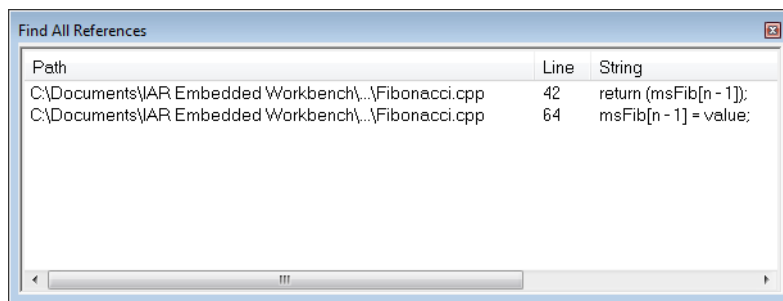 Find All References
Path Line String
C:\Documents\IAR Embedded Workbench\...\Fibonacci.cpp 42 return (msFib[n - 1]);
C:\Documents\IAR Embedded Workbench\...\Fibonacci.cpp 64 msFib[n - 1] = value;